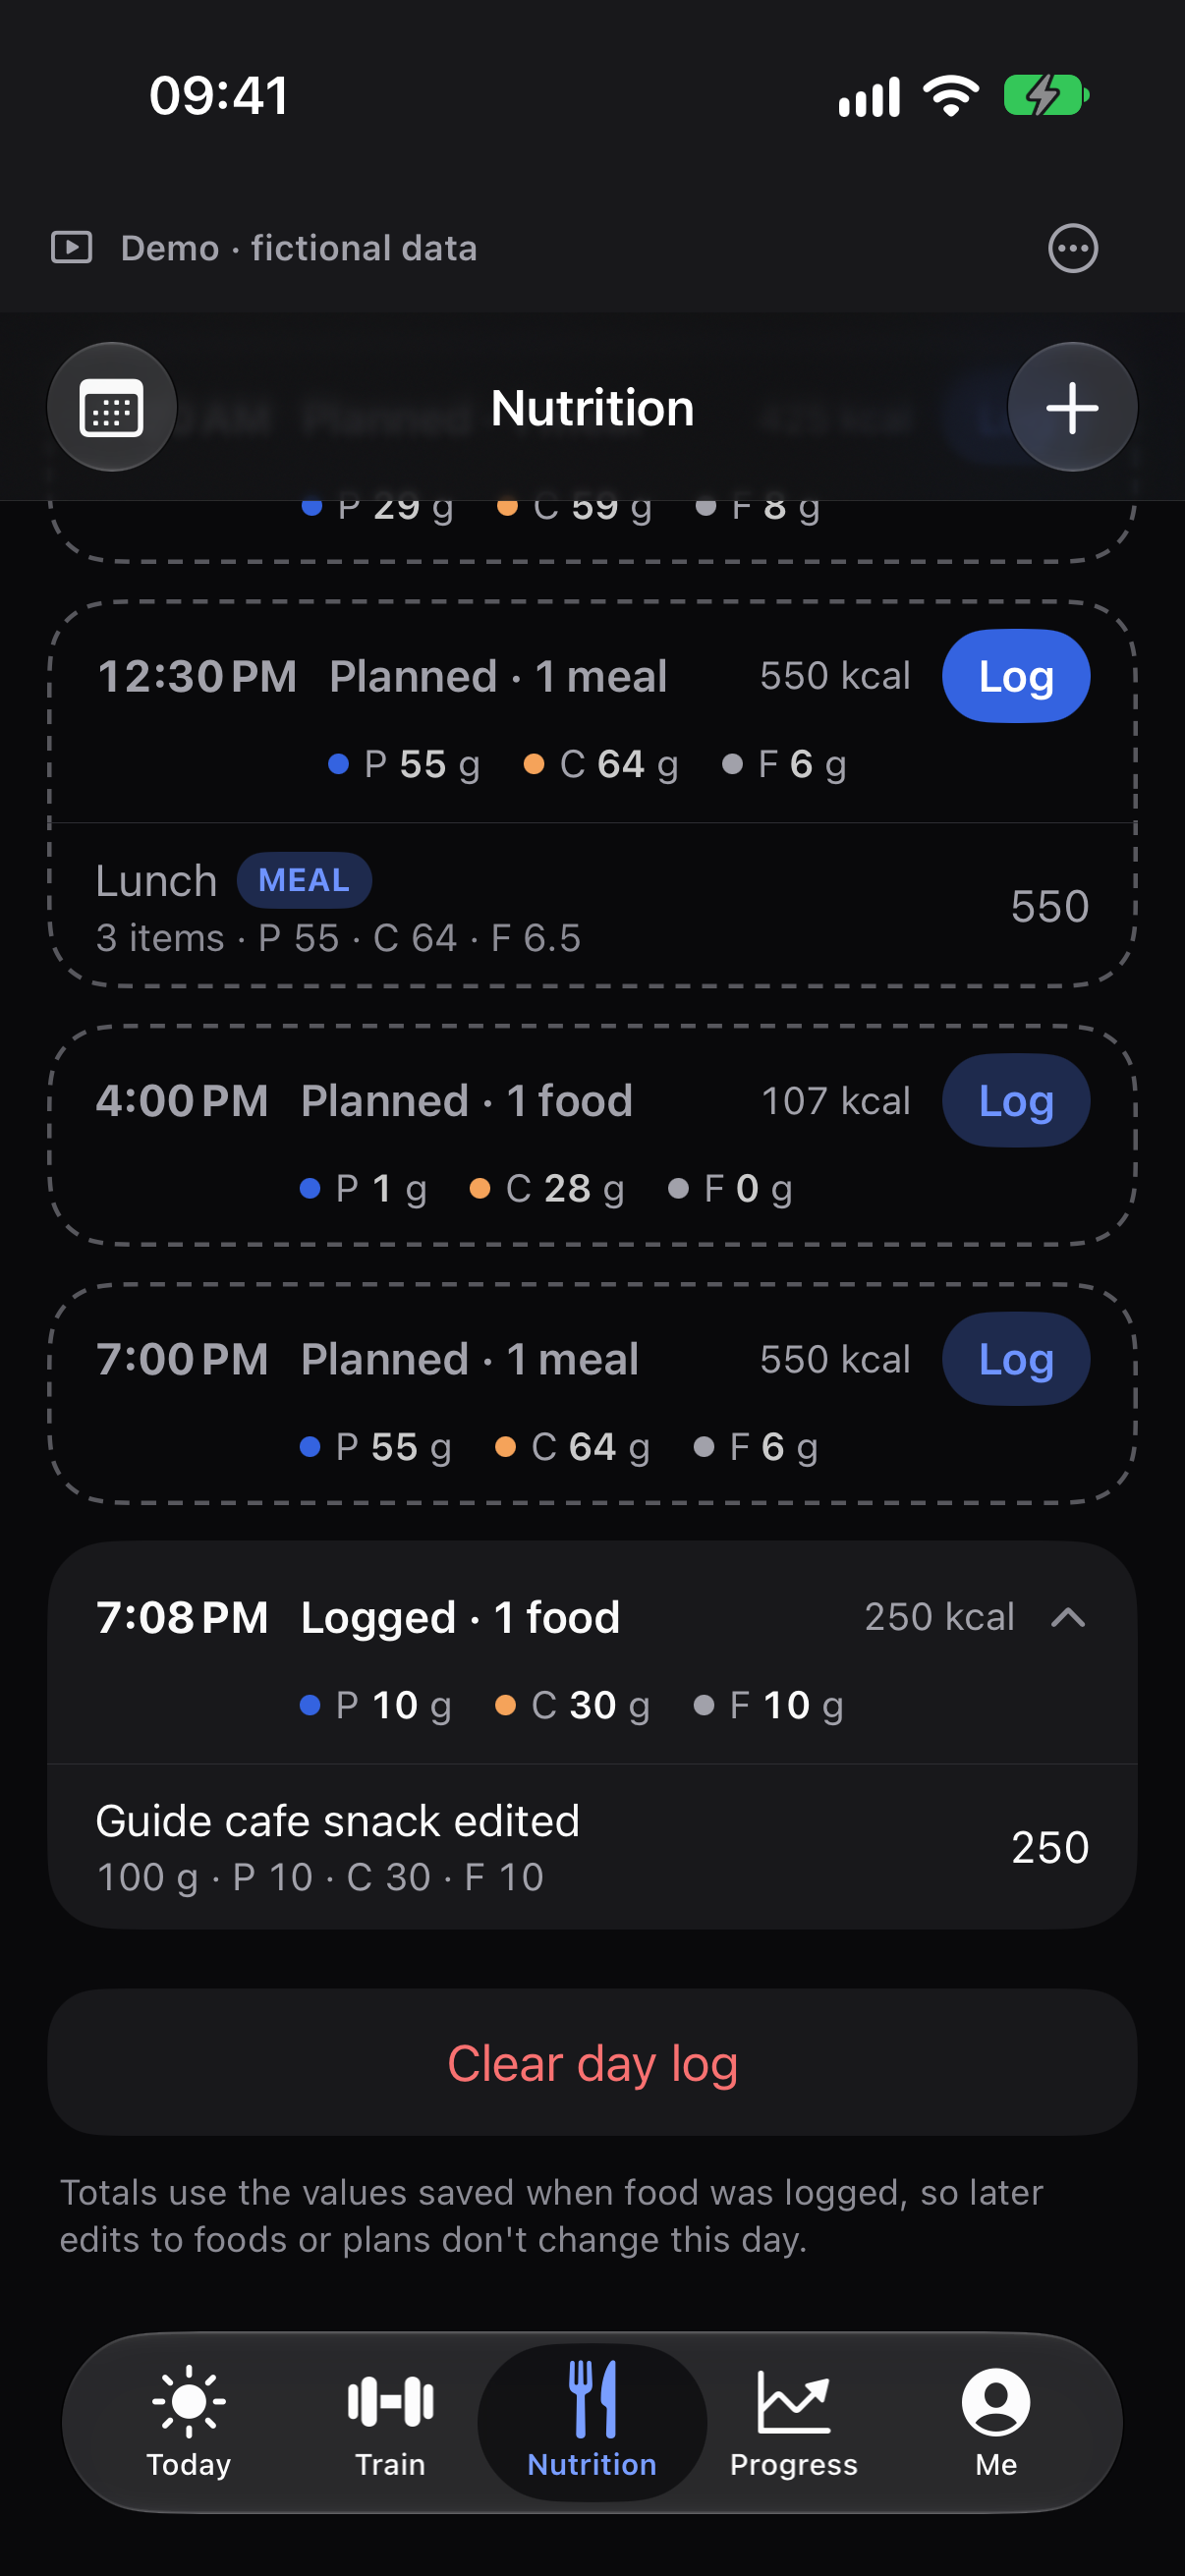 09:41
Demo · fictional data
Nutrition
P 29 g C 59 g F 8 g
12:30 PM Planned · 1 meal 550 kcal Log
P 55 g C 64 g F 6 g
Lunch MEAL
550
3 items · P 55 · C 64 · F 6.5
4:00 PM Planned · 1 food 107 kcal Log
P 1 g C 28 g F 0 g
7:00 PM Planned · 1 meal 550 kcal Log
P 55 g C 64 g F 6 g
7:08 PM Logged · 1 food 250 kcal
P 10 g C 30 g F 10 g
Guide cafe snack edited
250
100 g · P 10 · C 30 · F 10
Clear day log
Totals use the values saved when food was logged, so later
edits to foods or plans don't change this day.
Today Train Nutrition Progress Me